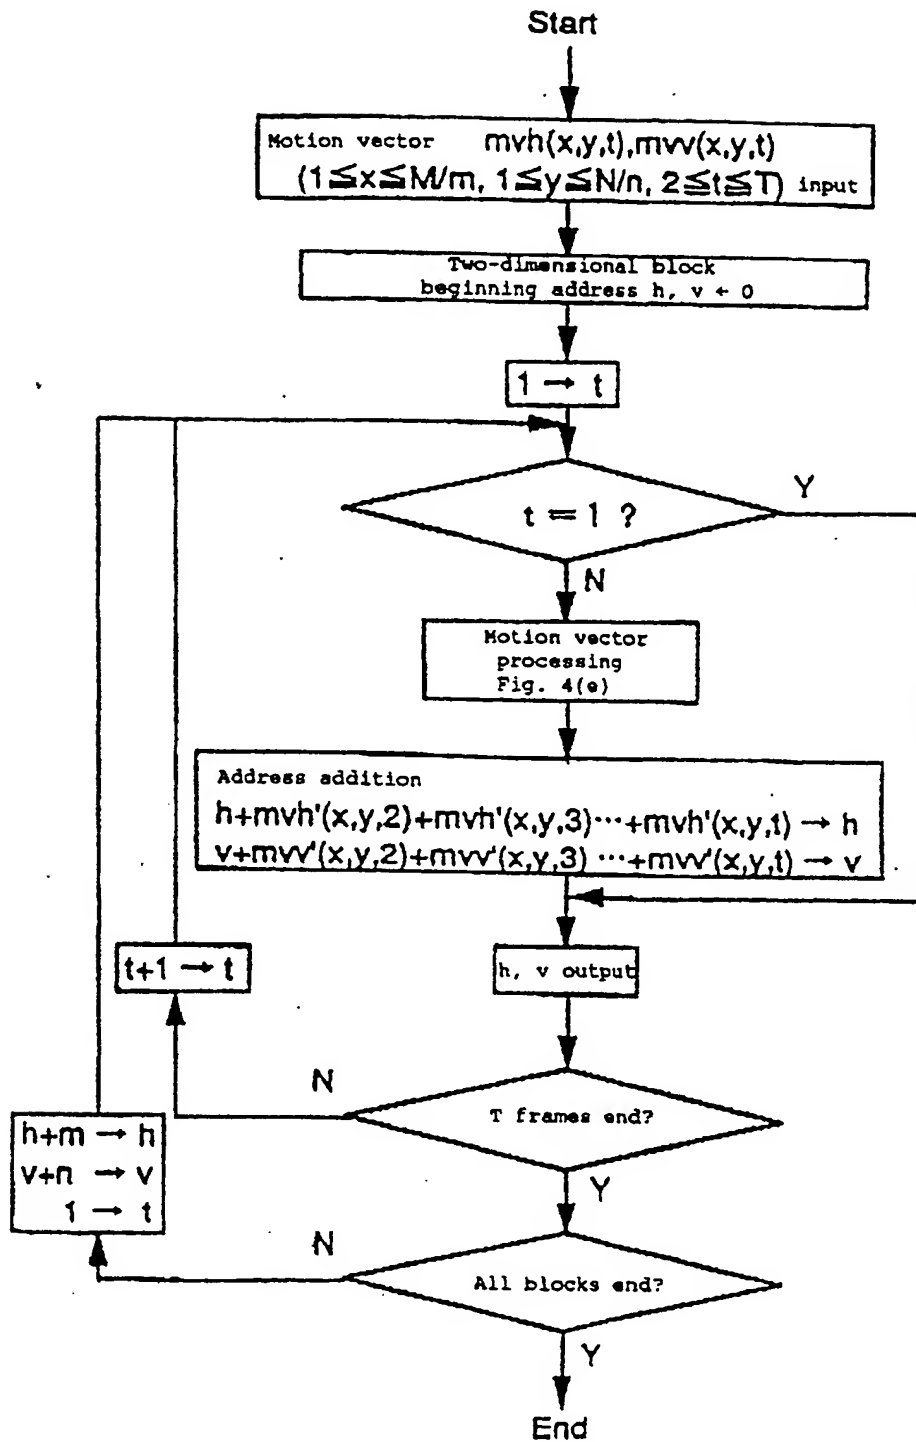 Start
Motion vector mvh(x,y,t),mvv(x,y,t)
(1≦x≦M/m, 1≦y≦N/n, 2≦t≦T) input
Two-dimensional block
beginning address h, v ← 0
1 → t
t = 1 ?
Y
N
Motion vector
processing
Fig. 4(e)
Address addition
h+mvh'(x,y,2)+mvh'(x,y,3)···+mvh'(x,y,t) → h
v+mvv'(x,y,2)+mvv'(x,y,3) ···+mvv'(x,y,t) → v
t+1 → t
h, v output
N
T frames end?
Y
h+m → h
v+n → v
1 → t
N
All blocks end?
Y
End